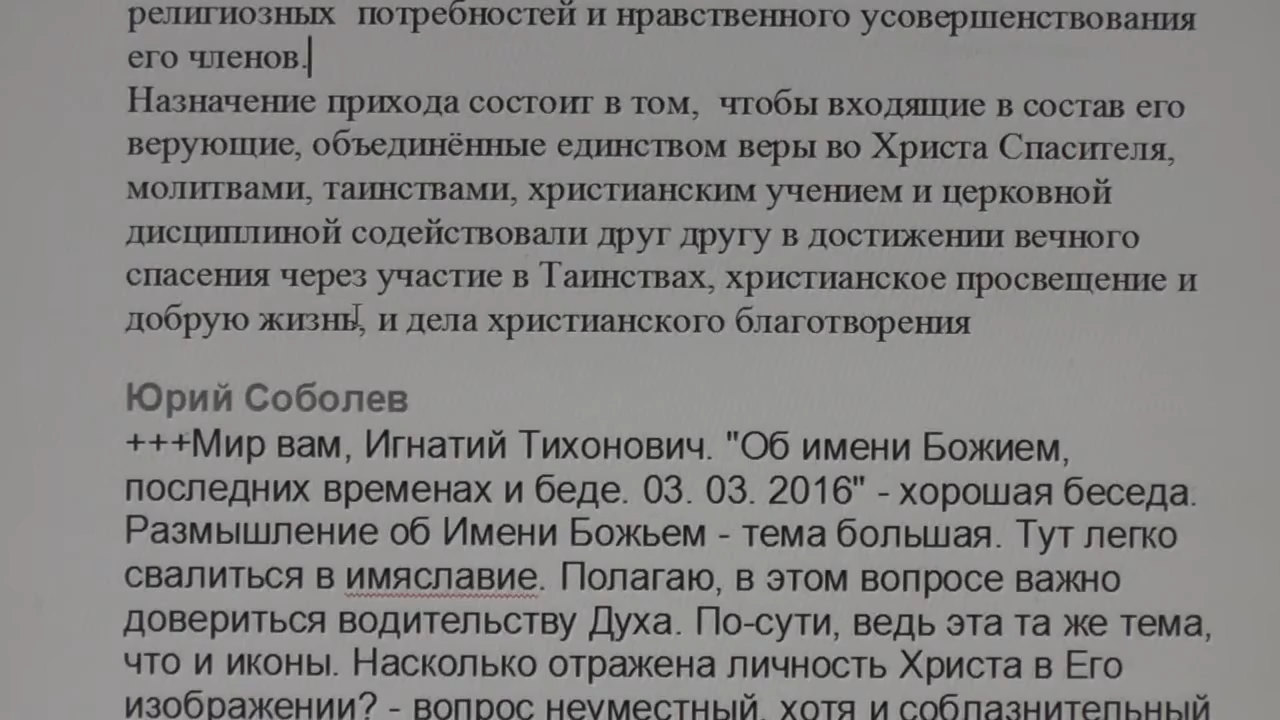 религиозных  потребностей и нравственного усовершенствования
его членов.
Назначение прихода состоит в том,  чтобы входящие в состав его
верующие, объединённые единством веры во Христа Спасителя,
молитвами, таинствами, христианским учением и церковной
дисциплиной содействовали друг другу в достижении вечного
спасения через участие в Таинствах, христианское просвещение и
добрую жизнь, и дела христианского благотворения
Юрий Соболев
+++Мир вам, Игнатий Тихонович. "Об имени Божием,
последних временах и беде. 03. 03. 2016" - хорошая беседа.
Размышление об Имени Божьем - тема большая. Тут легко
свалиться в имяславие. Полагаю, в этом вопросе важно
довериться водительству Духа. По-сути, ведь эта та же тема,
что и иконы. Насколько отражена личность Христа в Его
изображении? - вопрос неуместный, хотя и соблазнительный